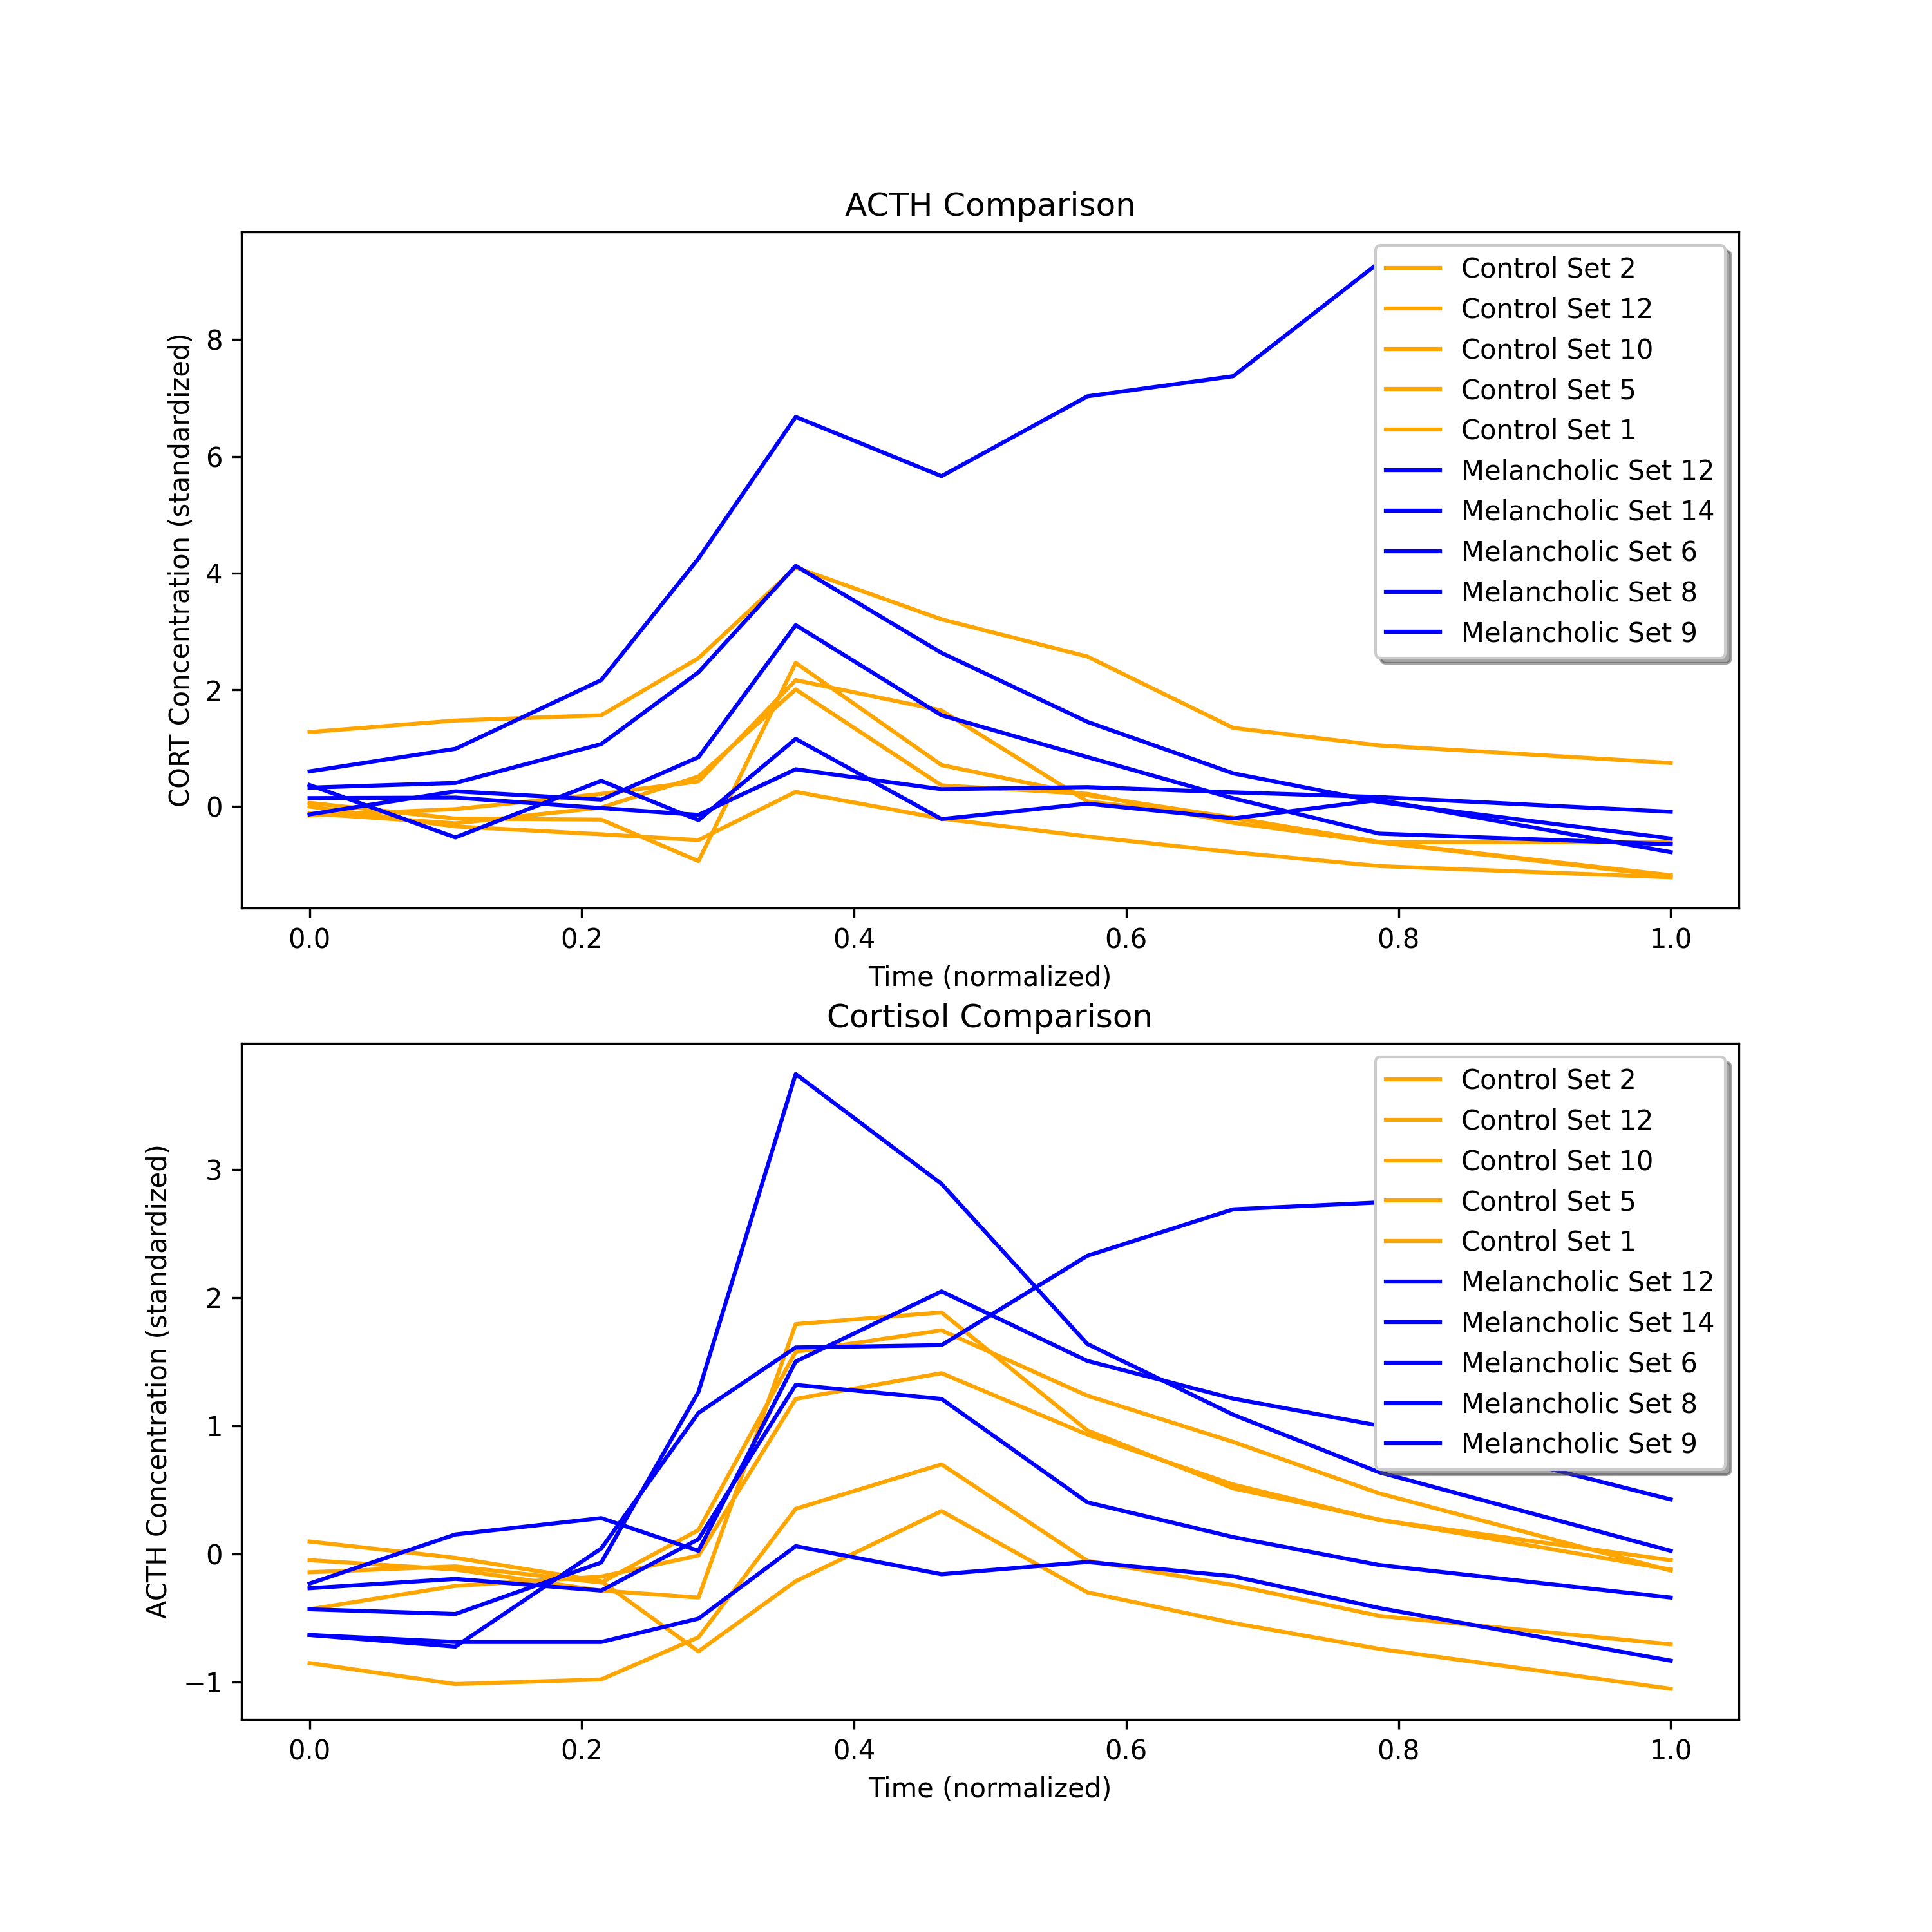 ACTH Comparison
CORT Concentration (standardized)
8
6
4
2
0
Control Set 2
Control Set 12
Control Set 10
Control Set 5
Control Set 1
Melancholic Set 12
Melancholic Set 14
Melancholic Set 6
Melancholic Set 8
Melancholic Set 9
0.0 0.2 0.4 0.6 0.8 1.0
Time (normalized)
Cortisol Comparison
ACTH Concentration (standardized)
3
2
1
0
−1
Control Set 2
Control Set 12
Control Set 10
Control Set 5
Control Set 1
Melancholic Set 12
Melancholic Set 14
Melancholic Set 6
Melancholic Set 8
Melancholic Set 9
0.0 0.2 0.4 0.6 0.8 1.0
Time (normalized)